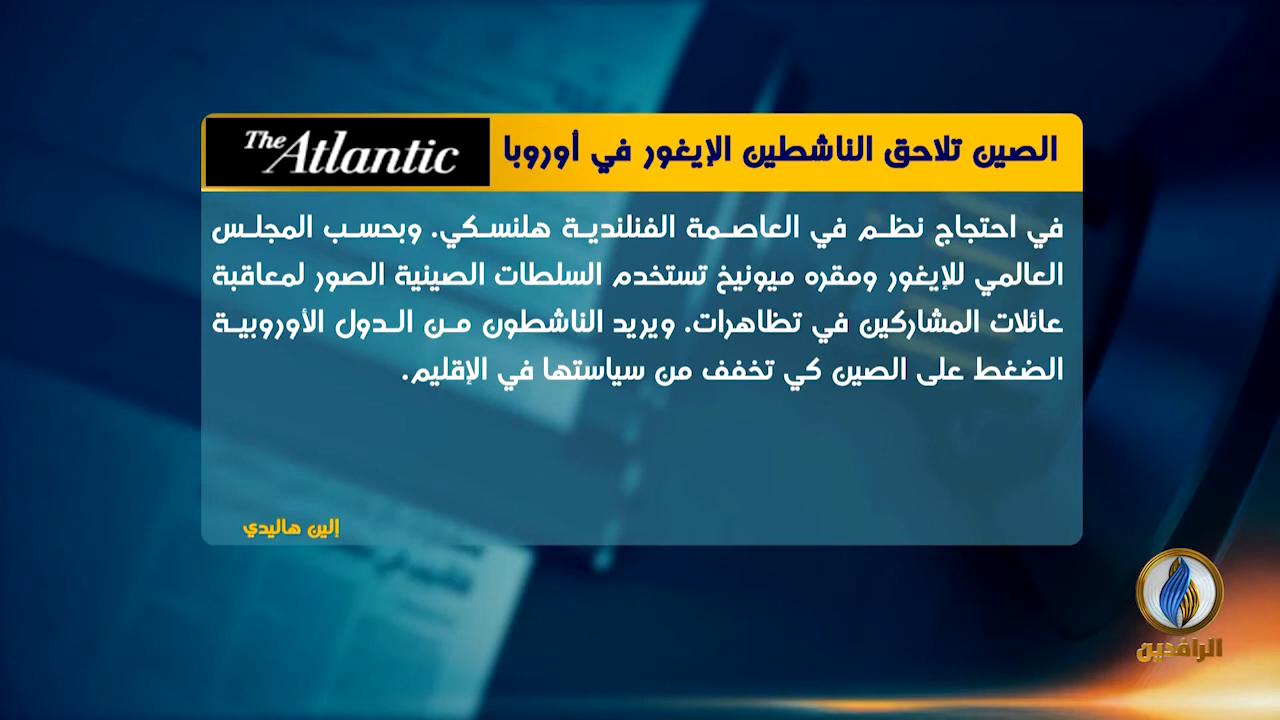 الصين تلاحق الناشطين الإيغور في أوروبا
The Atlantic
في احتجاج نظم في العاصمة الفنلندية هلنسكي. وبحسب المجلس
العالمي للإيغور ومقره ميونيخ تستخدم السلطات الصينية الصور لمعاقبة
عائلات المشاركين في تظاهرات. ويريد الناشطون من الدول الأوروبية
الضغط على الصين كي تخفف من سياستها في الإقليم.
إلين هاليدي
الرافدين